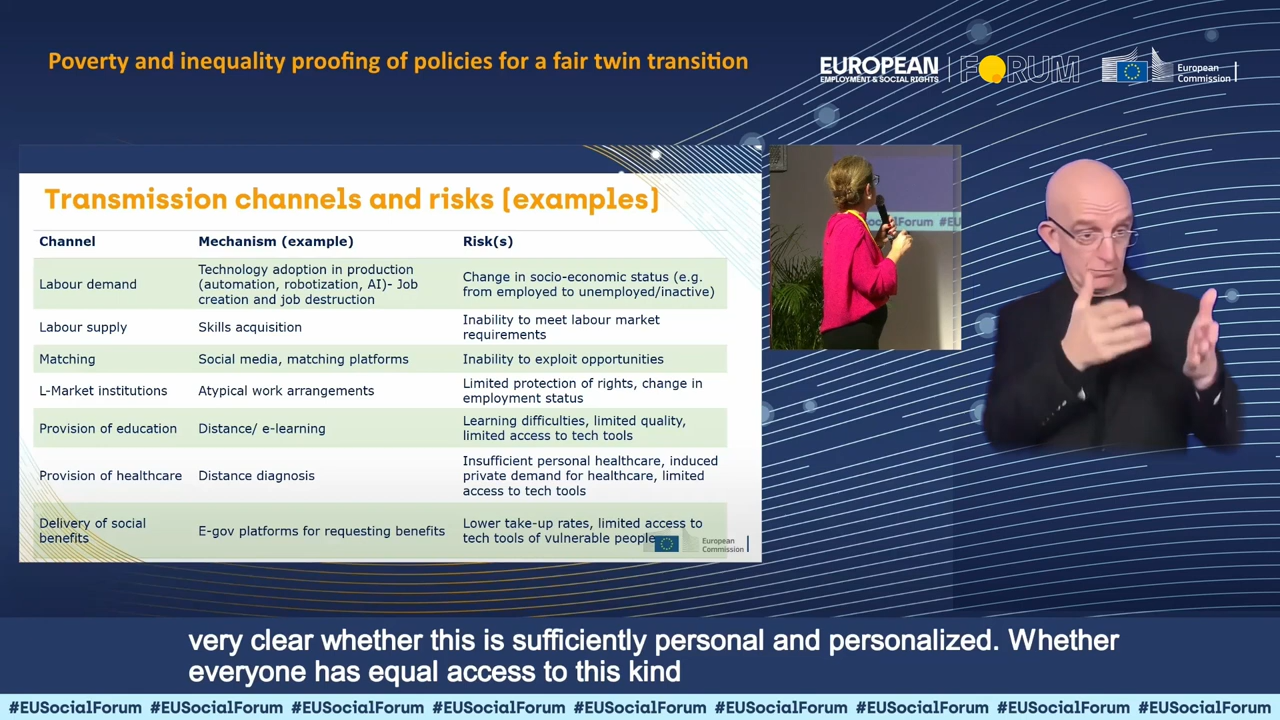 Poverty and inequality proofing of policies for a fair twin transition
EUROPEAN
EMPLOYMENT & SOCIAL RIGHTS
FORUM
European
Commission
Transmission channels and risks (examples)
Channel
Mechanism (example)
Risk(s)
Labour demand
Technology adoption in production
(automation, robotization, AI)- Job
creation and job destruction
Change in socio-economic status (e.g.
from employed to unemployed/inactive)
Labour supply
Skills acquisition
Inability to meet labour market
requirements
Matching
Social media, matching platforms
Inability to exploit opportunities
L-Market institutions
Atypical work arrangements
Limited protection of rights, change in
employment status
Provision of education
Distance/ e-learning
Learning difficulties, limited quality,
limited access to tech tools
Provision of healthcare
Distance diagnosis
Insufficient personal healthcare, induced
private demand for healthcare, limited
access to tech tools
Delivery of social
benefits
E-gov platforms for requesting benefits
Lower take-up rates, limited access to
tech tools of vulnerable people
European
Commission
ocialForum #EU
very clear whether this is sufficiently personal and personalized. Whether
everyone has equal access to this kind
#EUSocialForum #EUSocialForum #EUSocialForum #EUSocialForum #EUSocialForum #EUSocialForum #EUSocialForum #EUSocialForum #EUSocialForum